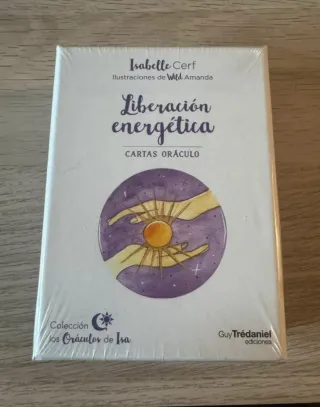 Isabelle Cerf
Ilustraciones de Wild Amanda
Liberación
energética
CARTAS ORÁCULO
Colección
los Oráculos de Isa
Guy Trédaniel
ediciones